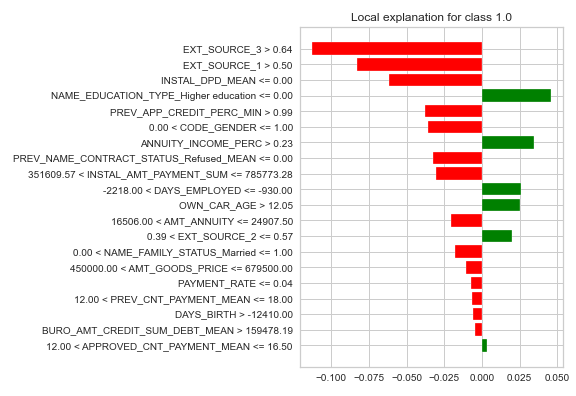 Local explanation for class 1.0
EXT_SOURCE_3 > 0.64
EXT_SOURCE_1 > 0.50
INSTAL_DPD_MEAN <= 0.00
NAME_EDUCATION_TYPE_Higher education <= 0.00
PREV_APP_CREDIT_PERC_MIN > 0.99
0.00 < CODE_GENDER <= 1.00
ANNUITY_INCOME_PERC > 0.23
PREV_NAME_CONTRACT_STATUS_Refused_MEAN <= 0.00
351609.57 < INSTAL_AMT_PAYMENT_SUM <= 785773.28
-2218.00 < DAYS_EMPLOYED <= -930.00
OWN_CAR_AGE > 12.05
16506.00 < AMT_ANNUITY <= 24907.50
0.39 < EXT_SOURCE_2 <= 0.57
0.00 < NAME_FAMILY_STATUS_Married <= 1.00
450000.00 < AMT_GOODS_PRICE <= 679500.00
PAYMENT_RATE <= 0.04
12.00 < PREV_CNT_PAYMENT_MEAN <= 18.00
DAYS_BIRTH > -12410.00
BURO_AMT_CREDIT_SUM_DEBT_MEAN > 159478.19
12.00 < APPROVED_CNT_PAYMENT_MEAN <= 16.50
−0.100 −0.075 −0.050 −0.025 0.000 0.025 0.050